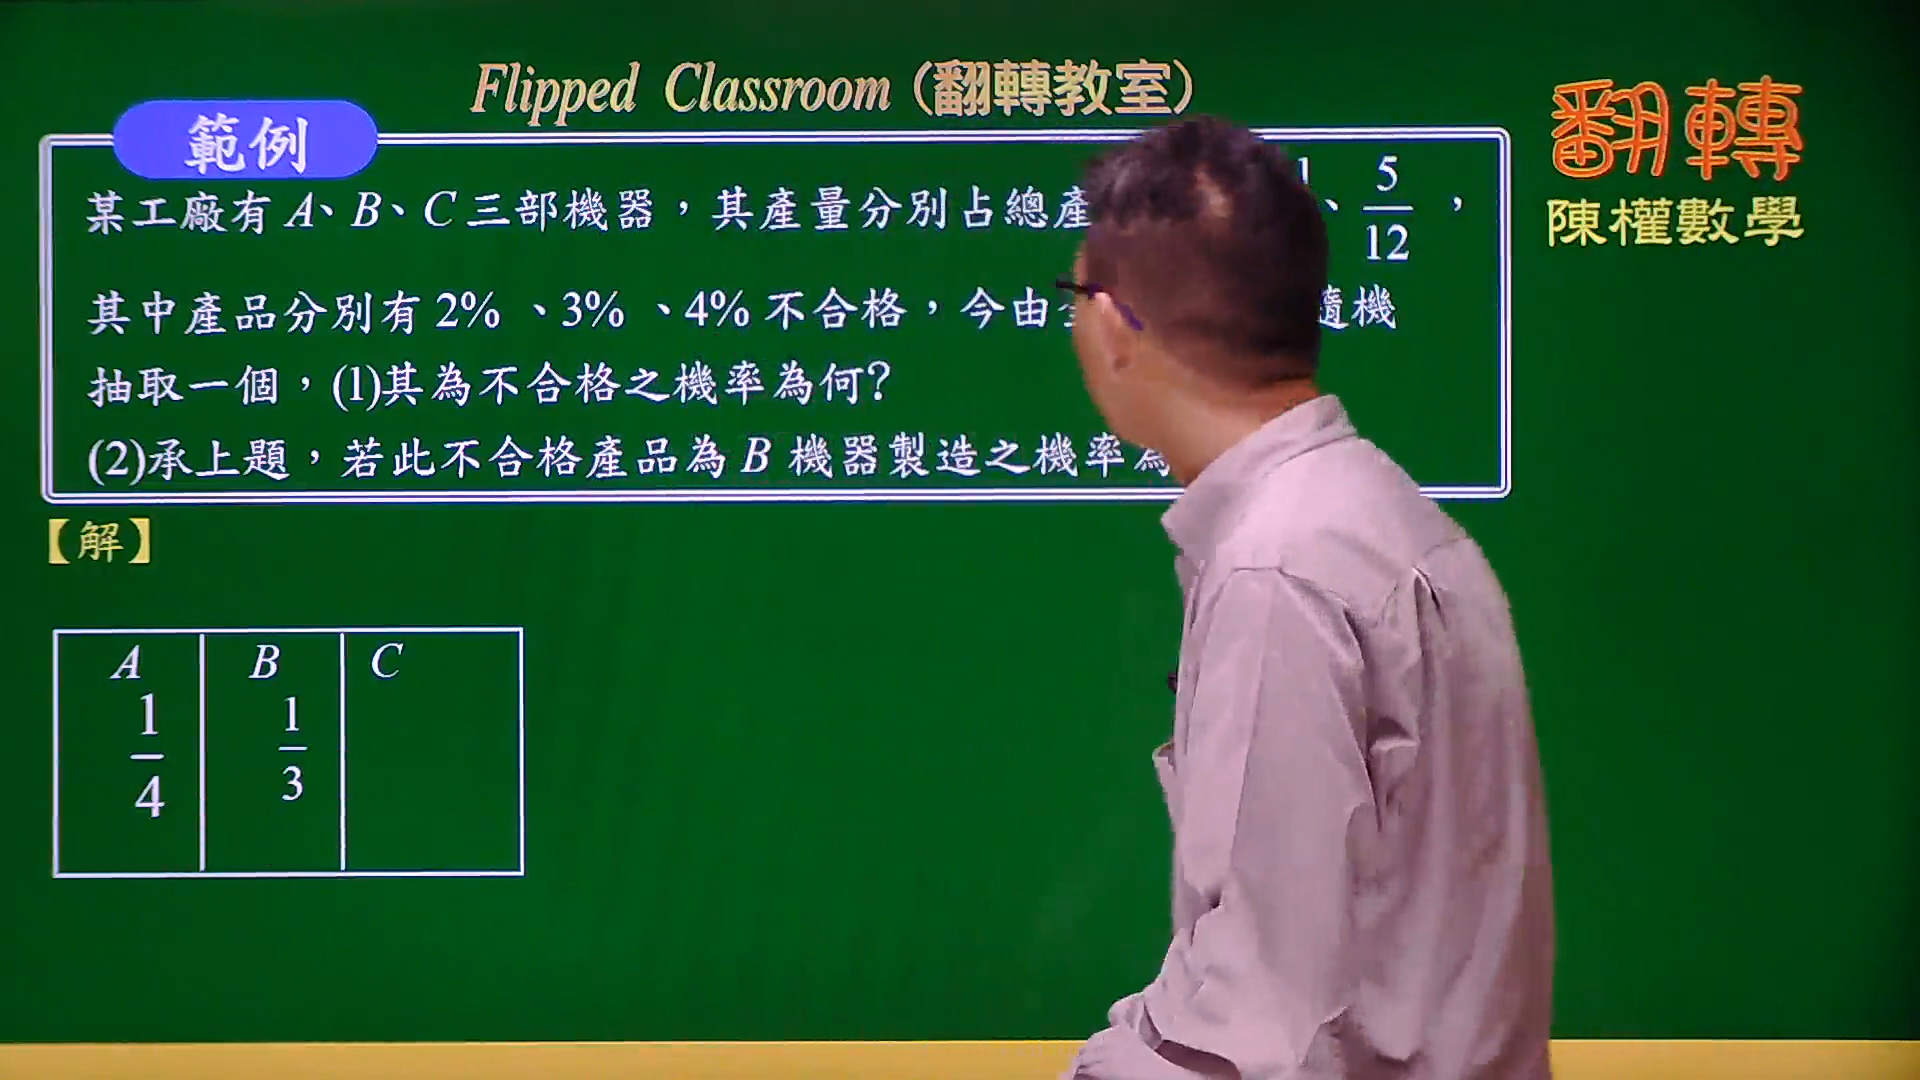 Flipped Classroom (翻轉教室)
翻轉
陳權數學
範例
某工廠有 A、B、C 三部機器，其產量分別占總產 1、5/12，
其中產品分別有 2%、3%、4% 不合格，今由 隨機
抽取一個，(1)其為不合格之機率為何?
(2)承上題，若此不合格產品為 B 機器製造之機率為
【解】
A B C
1/4 1/3